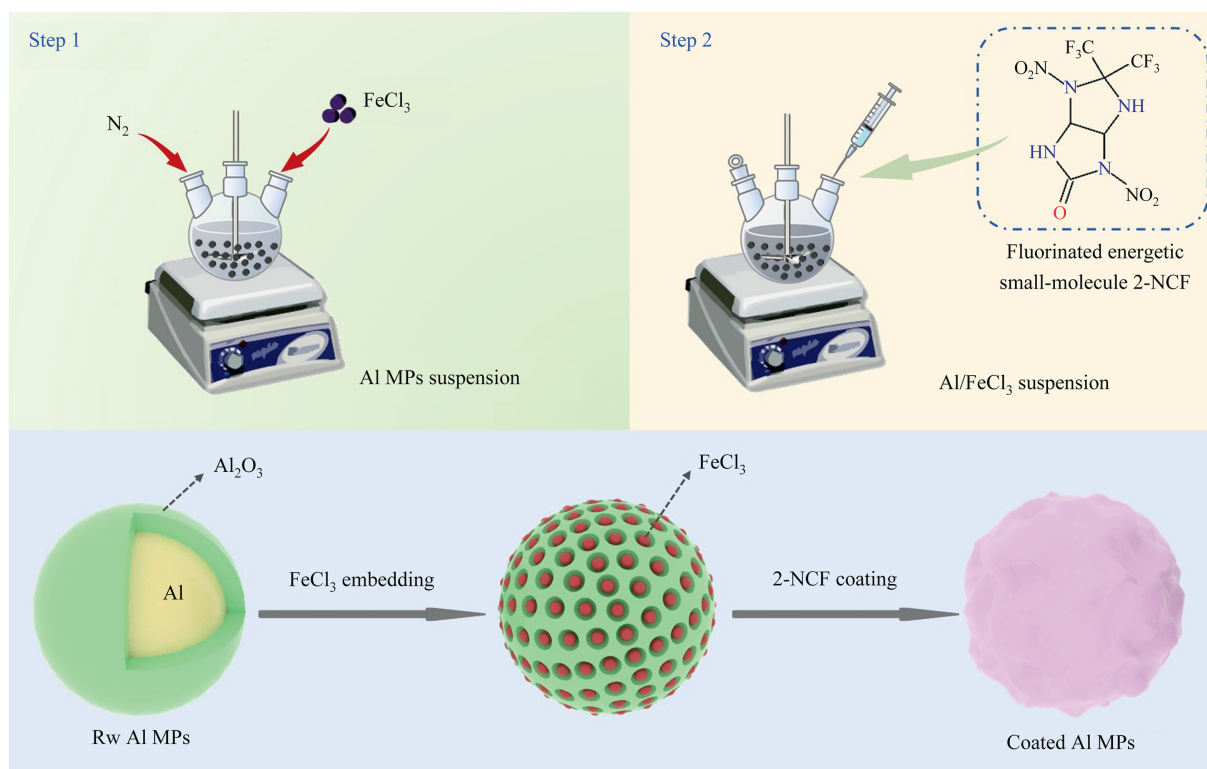 Step 1
N₂
FeCl₃
Al MPs suspension
Step 2
F₃C
CF₃
O₂N
N
NH
HN
N
NO₂
O
Fluorinated energetic
small-molecule 2-NCF
Al/FeCl₃ suspension
Al₂O₃
Al
Rw Al MPs
FeCl₃ embedding
FeCl₃
2-NCF coating
Coated Al MPs